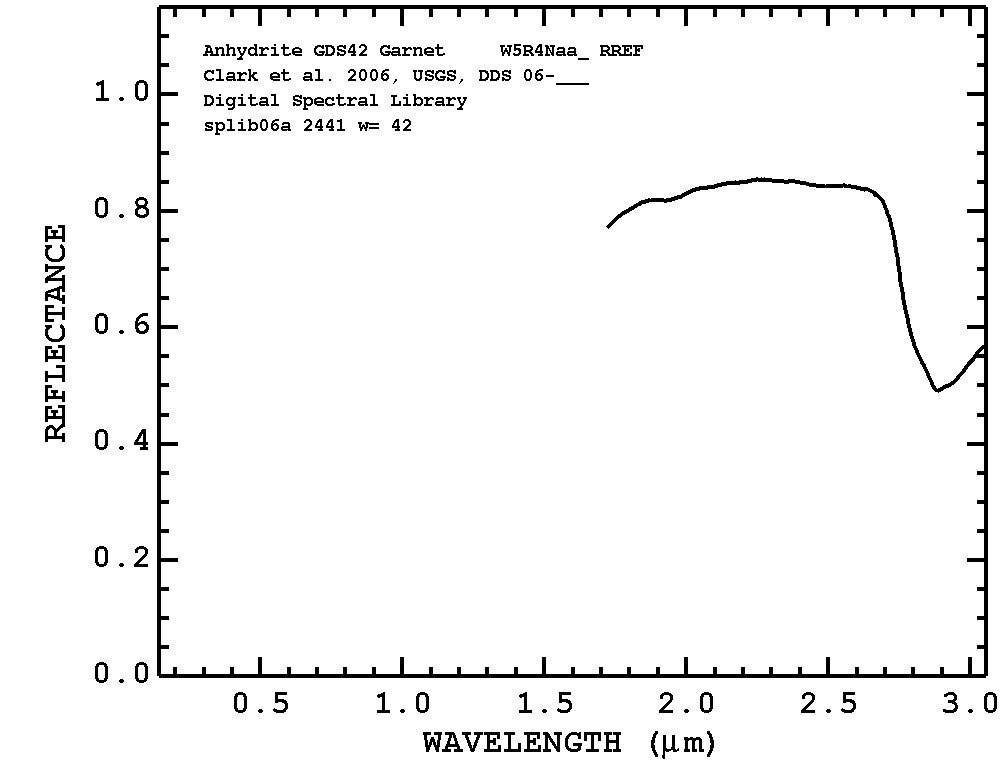 Anhydrite GDS42 Garnet W5R4Naa_ RREF
Clark et al. 2006, USGS, DDS 06-___
Digital Spectral Library
splib06a 2441 w= 42
1.0
0.8
0.6
0.4
0.2
0.0
REFLECTANCE
0.5 1.0 1.5 2.0 2.5 3.0
WAVELENGTH (μm)